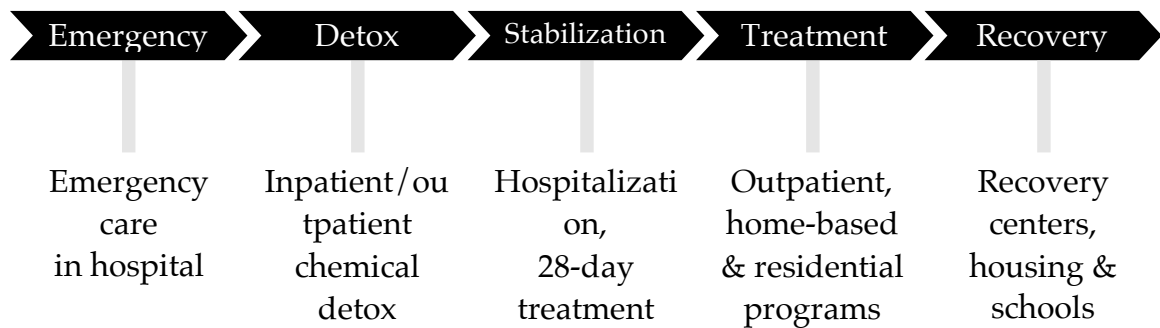 Emergency
Detox
Stabilization
Treatment
Recovery
Emergency
care
in hospital
Inpatient/ou
tpatient
chemical
detox
Hospitalizati
on,
28-day
treatment
Outpatient,
home-based
& residential
programs
Recovery
centers,
housing &
schools